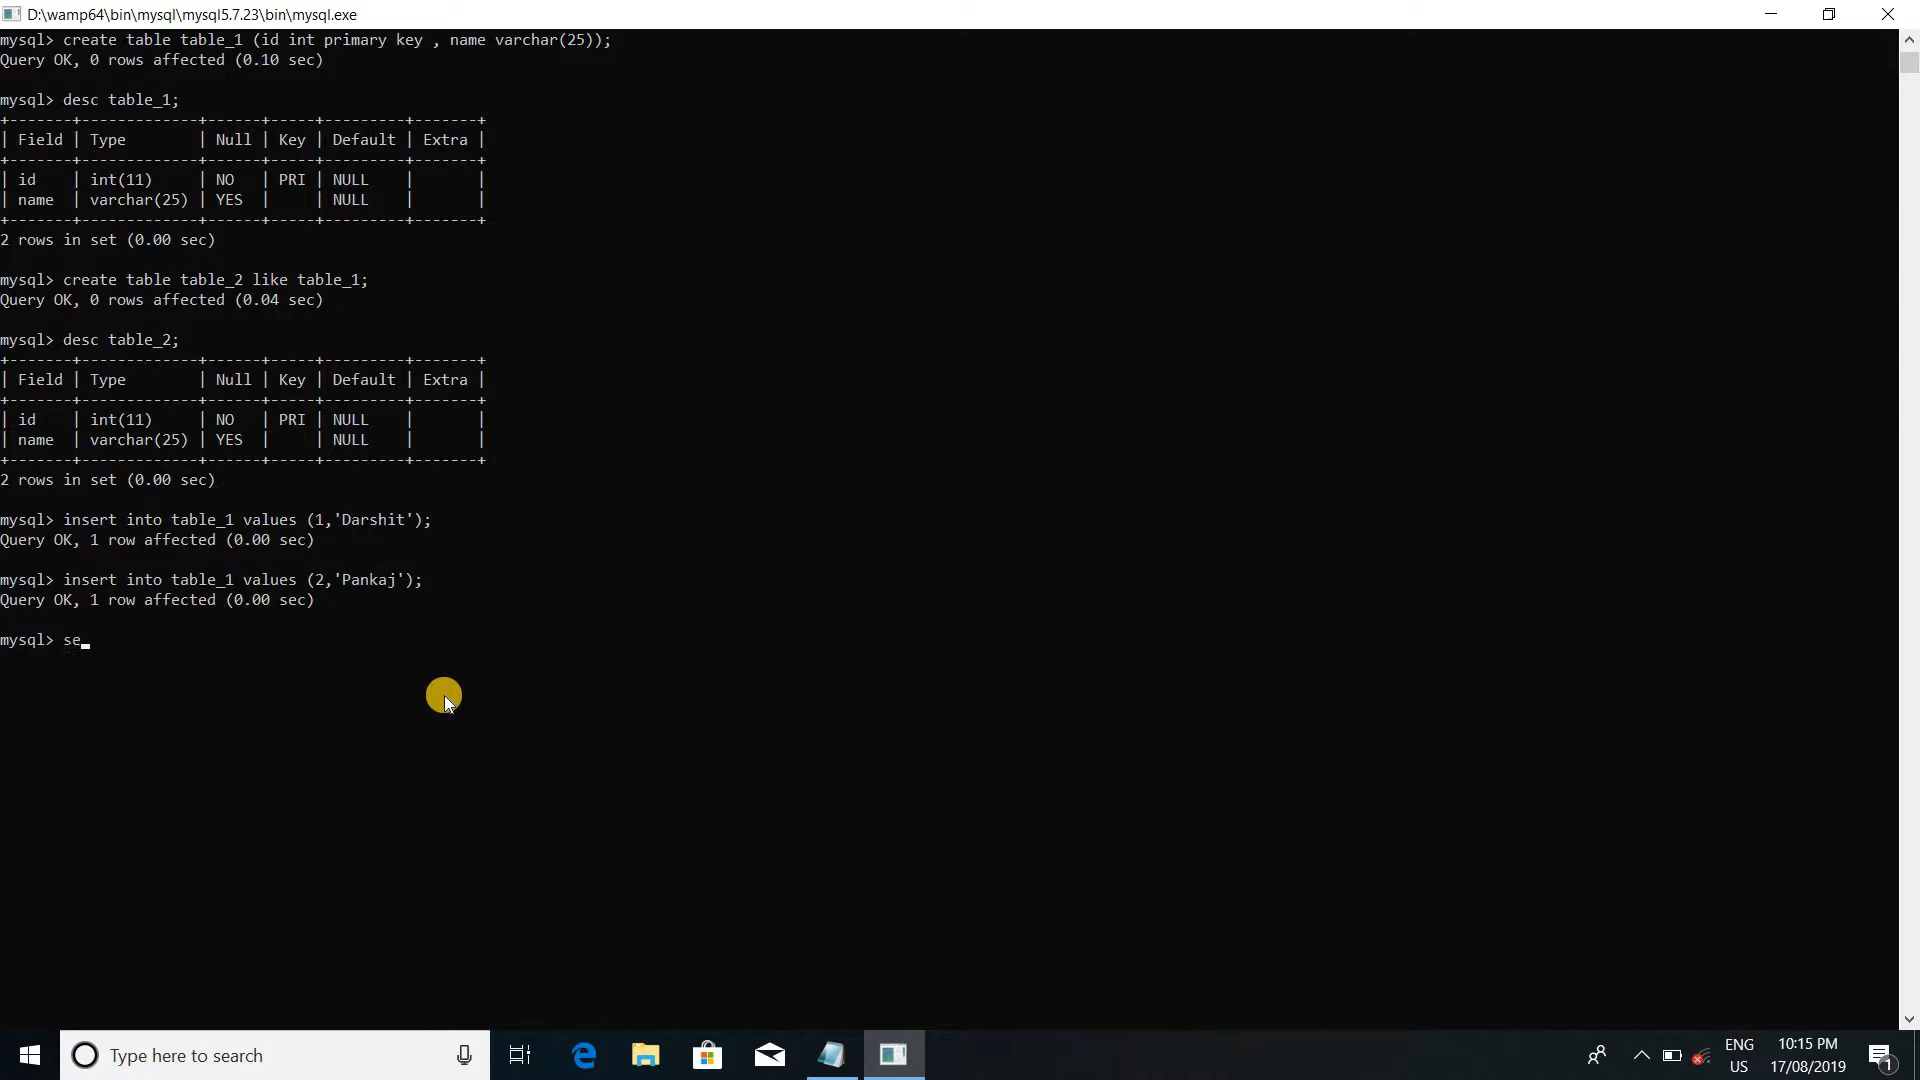 D:\wamp64\bin\mysql\mysql5.7.23\bin\mysql.exe
mysql> create table table_1 (id int primary key , name varchar(25));
Query OK, 0 rows affected (0.10 sec)
mysql> desc table_1;
+-------+-------------+------+-----+---------+-------+
| Field | Type        | Null | Key | Default | Extra |
+-------+-------------+------+-----+---------+-------+
| id    | int(11)     | NO   | PRI | NULL    |       |
| name  | varchar(25) | YES  |     | NULL    |       |
+-------+-------------+------+-----+---------+-------+
2 rows in set (0.00 sec)
mysql> create table table_2 like table_1;
Query OK, 0 rows affected (0.04 sec)
mysql> desc table_2;
+-------+-------------+------+-----+---------+-------+
| Field | Type        | Null | Key | Default | Extra |
+-------+-------------+------+-----+---------+-------+
| id    | int(11)     | NO   | PRI | NULL    |       |
| name  | varchar(25) | YES  |     | NULL    |       |
+-------+-------------+------+-----+---------+-------+
2 rows in set (0.00 sec)
mysql> insert into table_1 values (1,'Darshit');
Query OK, 1 row affected (0.00 sec)
mysql> insert into table_1 values (2,'Pankaj');
Query OK, 1 row affected (0.00 sec)
mysql> se_
Type here to search
ENG
US
10:15 PM
17/08/2019
1